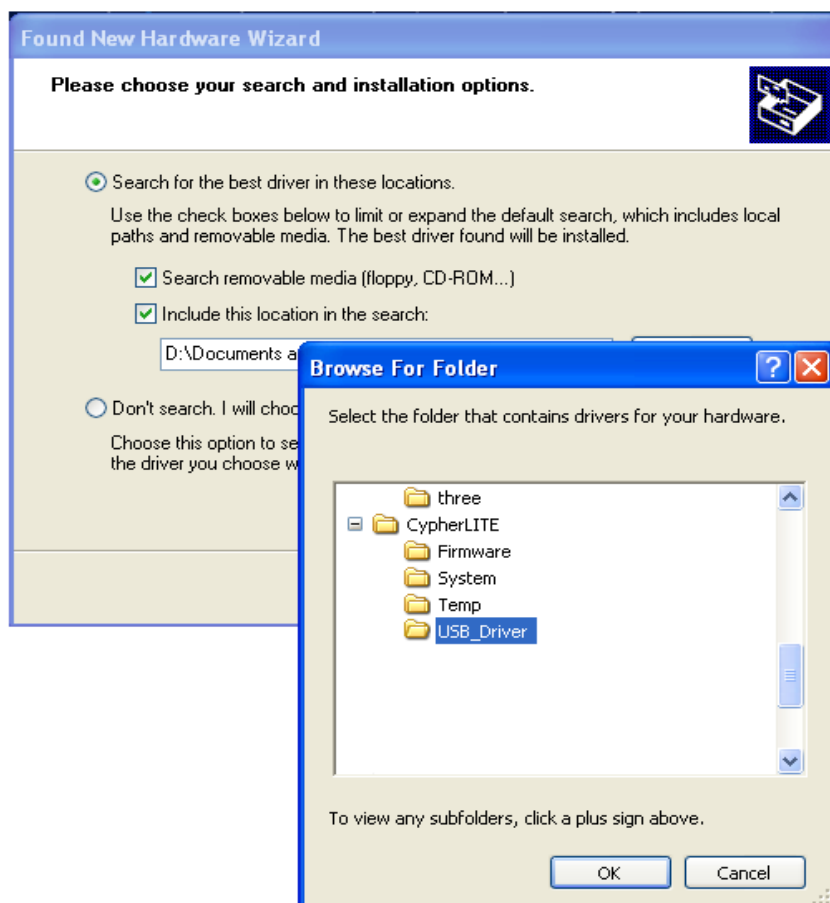 Found New Hardware Wizard
Please choose your search and installation options.
Search for the best driver in these locations.
Use the check boxes below to limit or expand the default search, which includes local
paths and removable media. The best driver found will be installed.
Search removable media (floppy, CD-ROM...)
Include this location in the search:
D:\Documents a
Don't search. I will choo
Choose this option to se
the driver you choose w
Browse For Folder
Select the folder that contains drivers for your hardware.
three
CypherLITE
Firmware
System
Temp
USB_Driver
To view any subfolders, click a plus sign above.
OK
Cancel